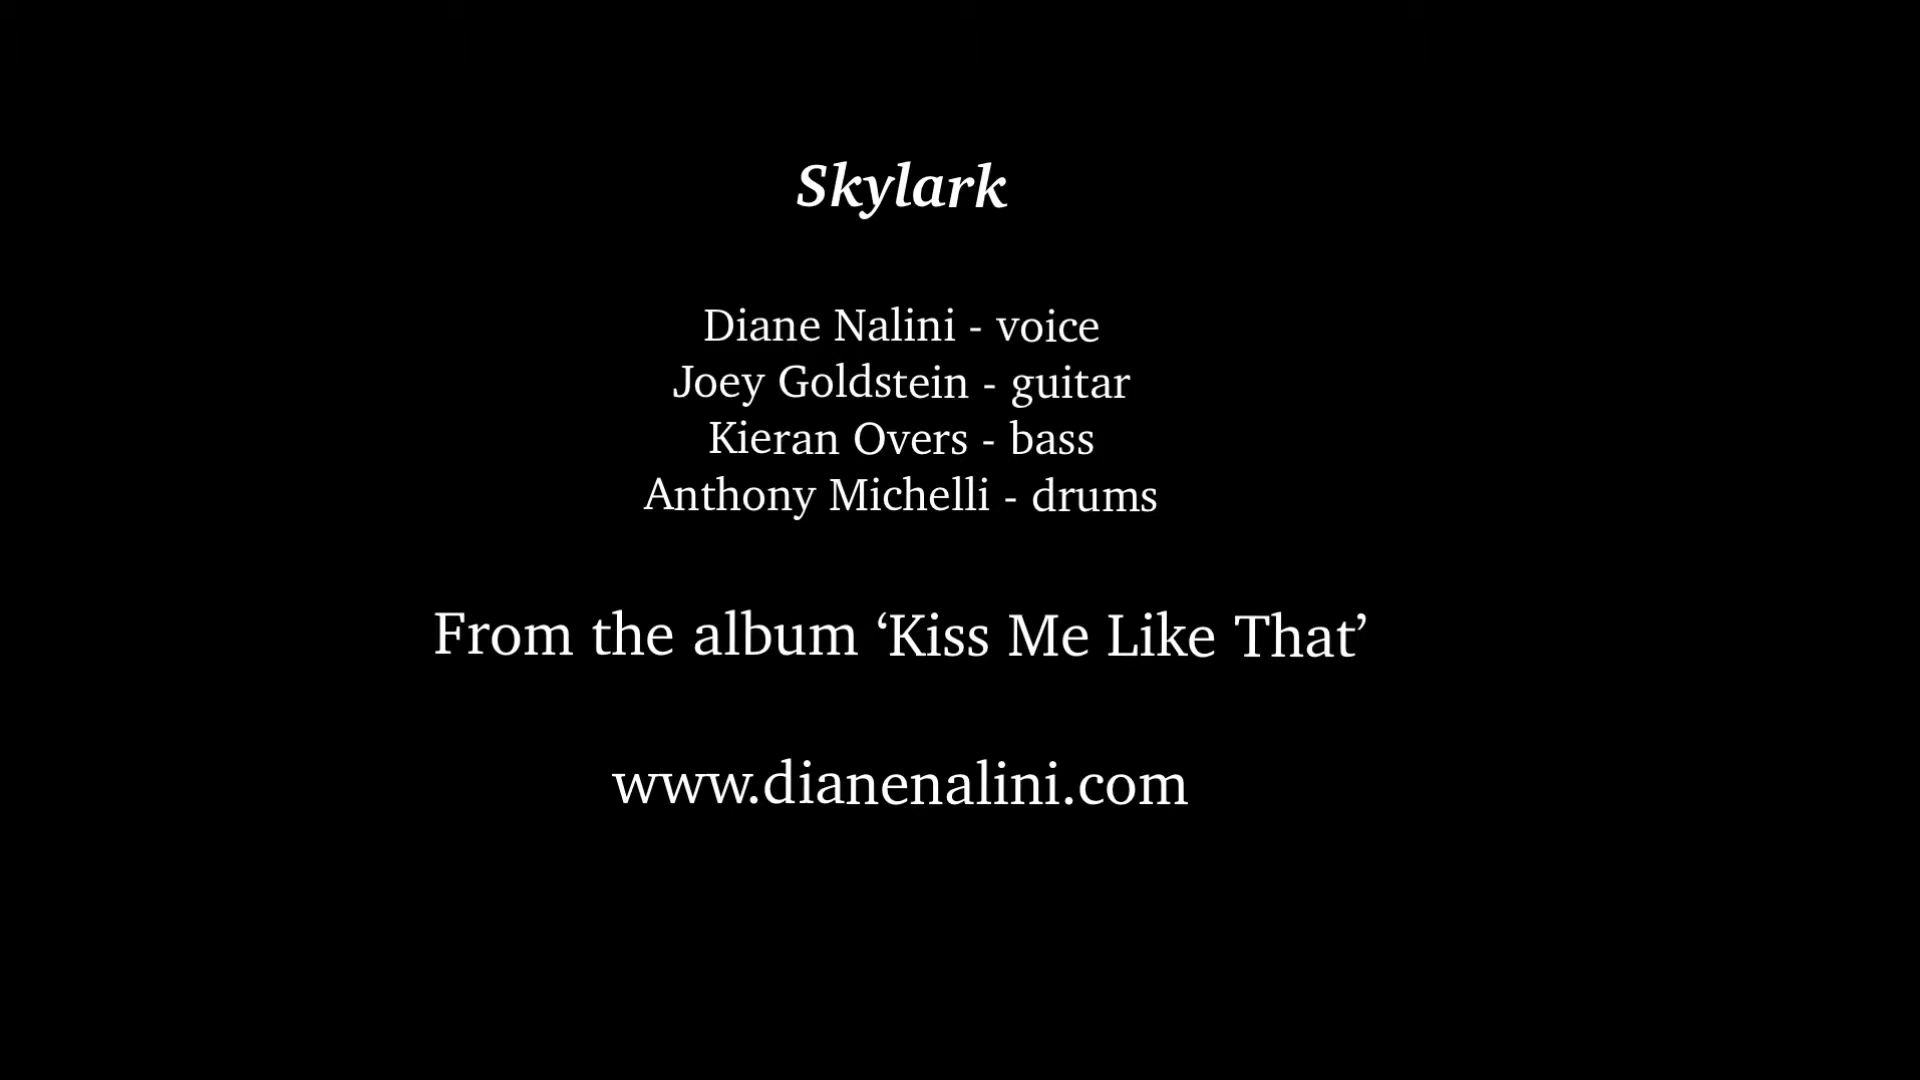 Skylark
Diane Nalini - voice
Joey Goldstein - guitar
Kieran Overs - bass
Anthony Michelli - drums
From the album ‘Kiss Me Like That’
www.dianenalini.com